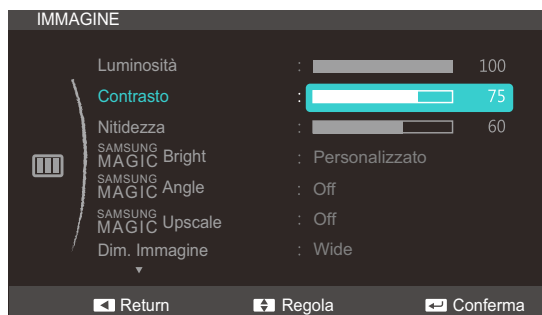 IMMAGINE
Luminosità : 100
Contrasto : 75
Nitidezza : 60
SAMSUNG MAGIC Bright : Personalizzato
SAMSUNG MAGIC Angle : Off
SAMSUNG MAGIC Upscale : Off
Dim. Immagine : Wide
Return Regola Conferma